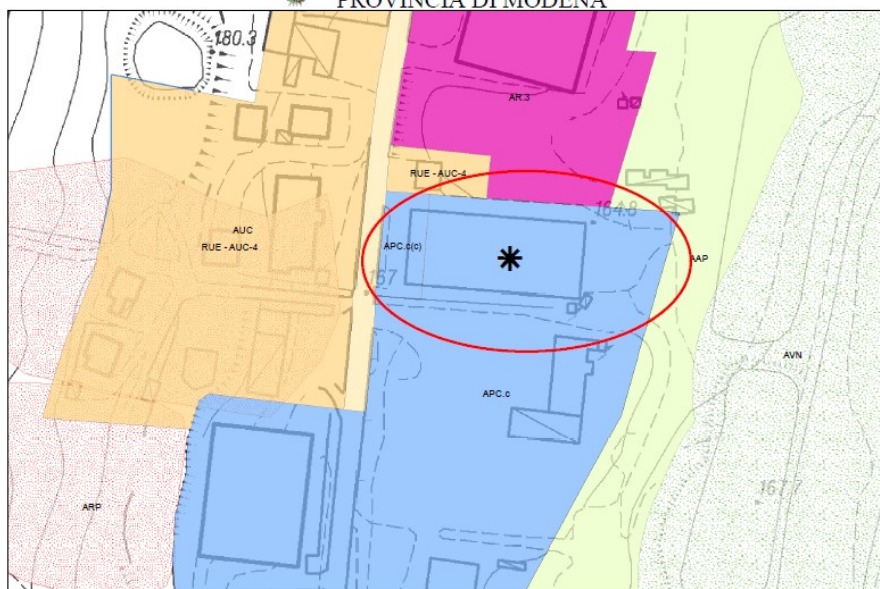 PROVINCIA DI MODENA
180.3
AR.3
RUE - AUC-4
164.8
AUC
RUE - AUC-4
APC.c(c)
AAP
167
AVN
APC.c
167.7
ARP